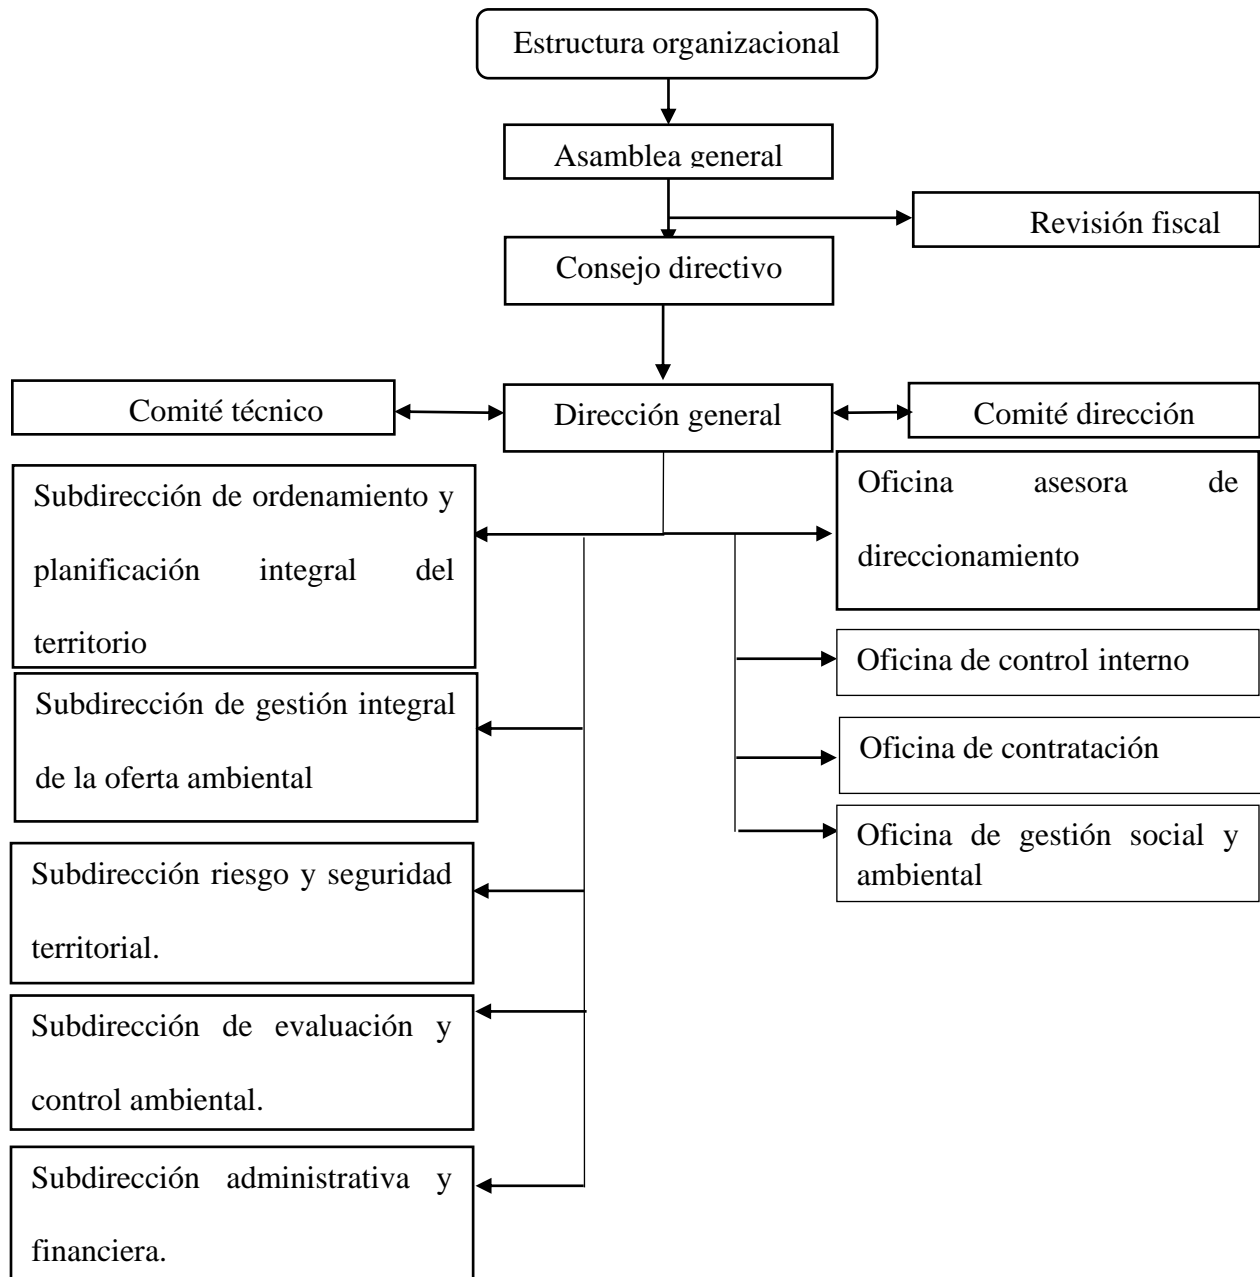 Estructura organizacional
Asamblea general
Revisión fiscal
Consejo directivo
Comité técnico
Dirección general
Comité dirección
Subdirección de ordenamiento y
planificación integral del
territorio
Subdirección de gestión integral
de la oferta ambiental
Subdirección riesgo y seguridad
territorial.
Subdirección de evaluación y
control ambiental.
Subdirección administrativa y
financiera.
Oficina asesora de
direccionamiento
Oficina de control interno
Oficina de contratación
Oficina de gestión social y
ambiental